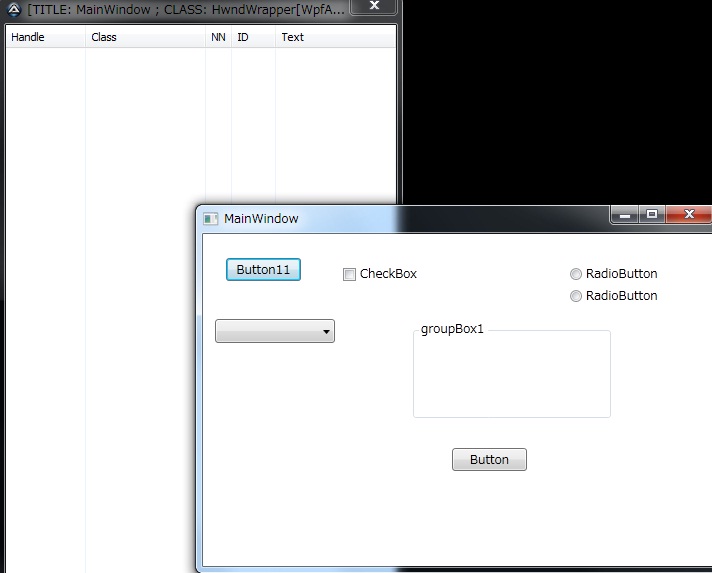 [TITLE: MainWindow ; CLASS: HwndWrapper[WpfA...
Handle Class NN ID Text
MainWindow
Button11 CheckBox RadioButton
RadioButton
groupBox1
Button